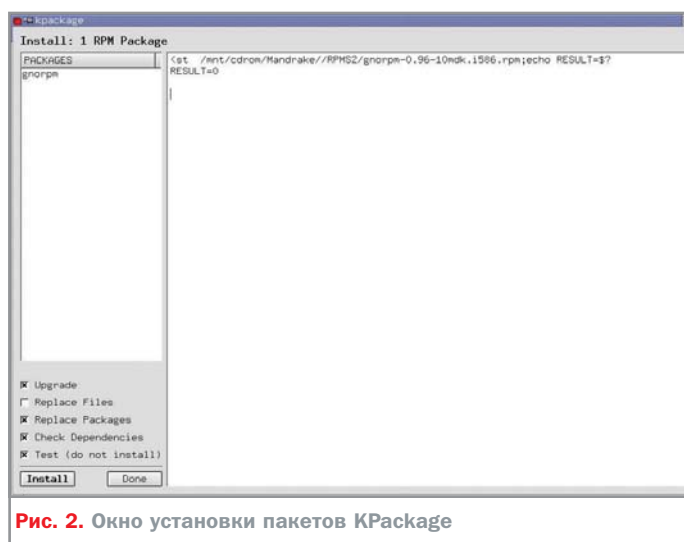 kpackage
Install: 1 RPM Package
PACKAGES
gnorpm
<st /mnt/cdrom/Mandrake//RPMS2/gnorpm-0.96-10mdk.i586.rpm;echo RESULT=$?
RESULT=0
Upgrade
Replace Files
Replace Packages
Check Dependencies
Test (do not install)
Install
Done
Рис. 2. Окно установки пакетов KPackage